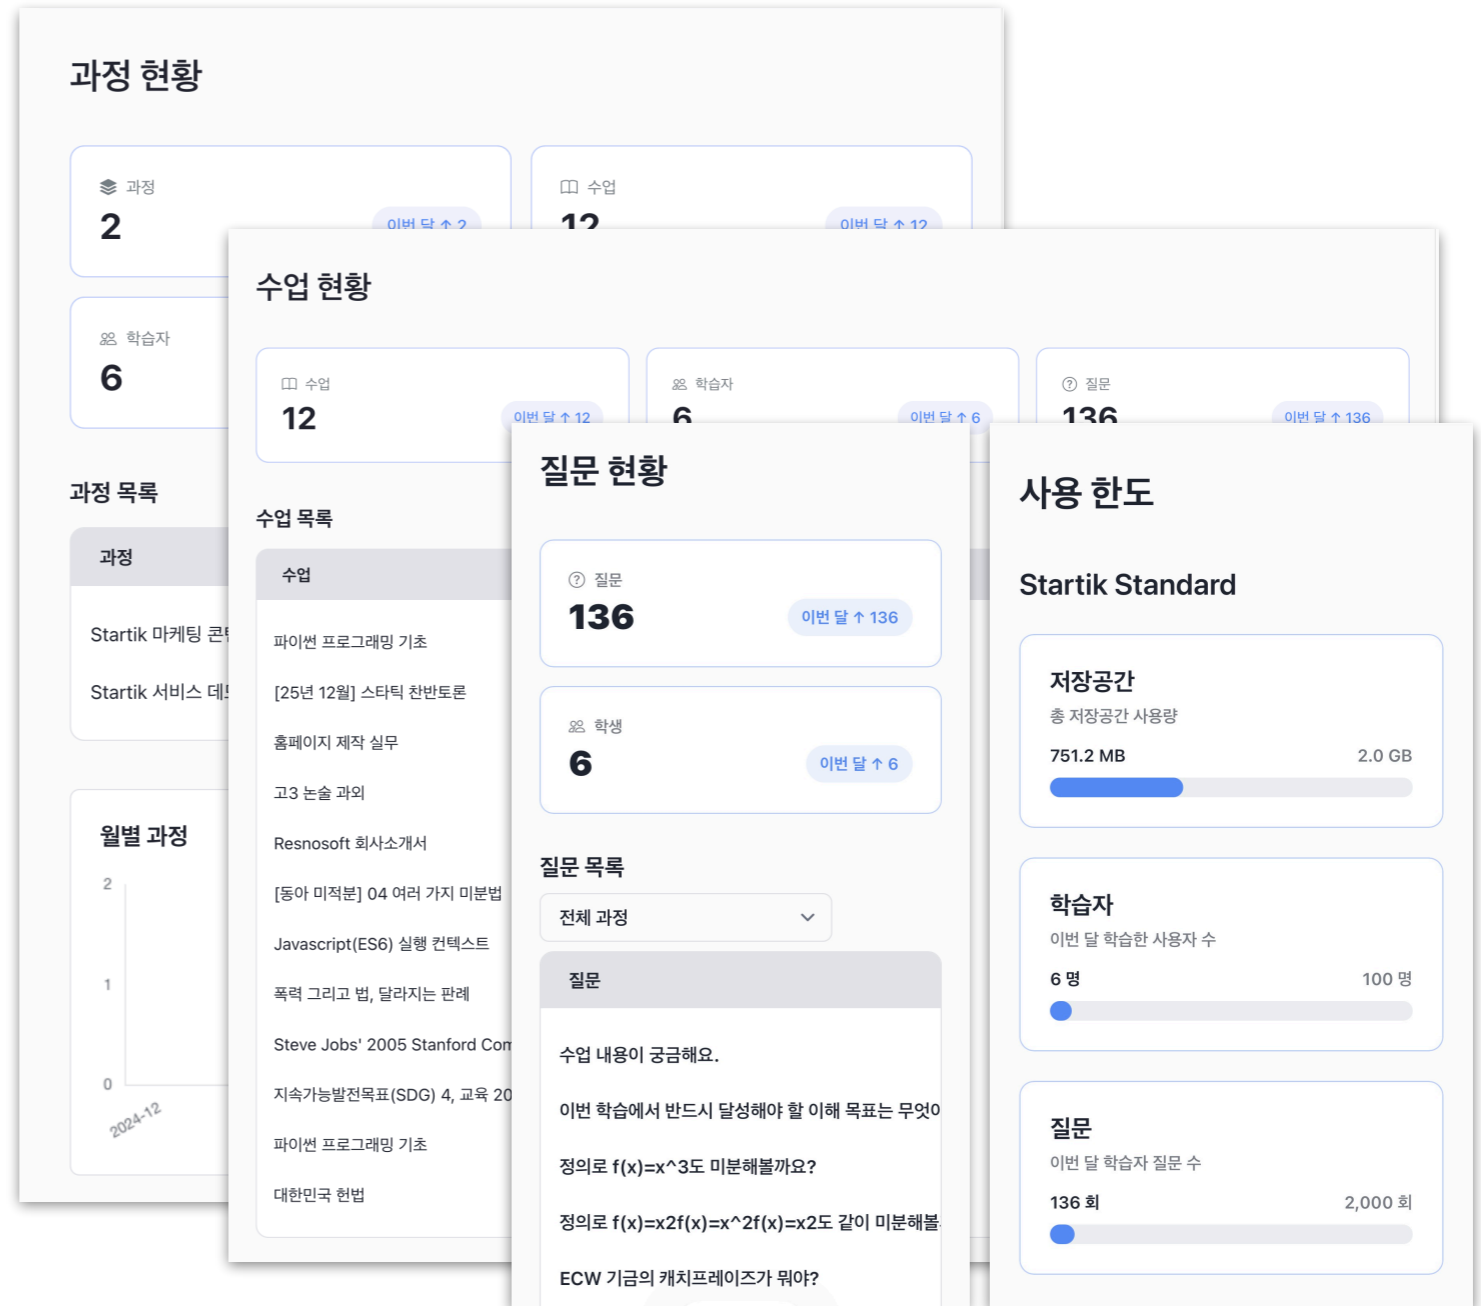 과정 현황
과정
2
이번 달 ↑ 2
수업
12
이번 달 ↑ 12
학습자
6
과정 목록
과정
Startik 마케팅
Startik 서비스
월별 과정
2
1
0
2024-12
수업 현황
수업
12
이번 달 ↑ 12
학습자
6
이번 달 ↑ 6
질문
136
이번 달 ↑ 136
수업 목록
수업
파이썬 프로그래밍 기초
[25년 12월] 스타틱 찬반토론
홈페이지 제작 실무
고3 논술 과외
Resnosoft 회사소개서
[동아 미적분] 04 여러 가지 미분법
Javascript(ES6) 실행 컨텍스트
폭력 그리고 법, 달라지는 판례
Steve Jobs' 2005 Stanford
지속가능발전목표(SDG) 4, 교육 20
파이썬 프로그래밍 기초
대한민국 헌법
질문 현황
질문
136
이번 달 ↑ 136
학생
6
이번 달 ↑ 6
질문 목록
전체 과정
질문
수업 내용이 궁금해요.
이번 학습에서 반드시 달성해야 할 이해 목표는
정의로 f(x)=x^3도 미분해볼까요?
정의로 f(x)=x2f(x)=x^2f(x)=x2도 같이 미분해볼
ECW 기금의 캐치프레이즈가 뭐야?
사용 한도
Startik Standard
저장공간
총 저장공간 사용량
751.2 MB
2.0 GB
학습자
이번 달 학습한 사용자 수
6 명
100 명
질문
이번 달 학습자 질문 수
136 회
2,000 회